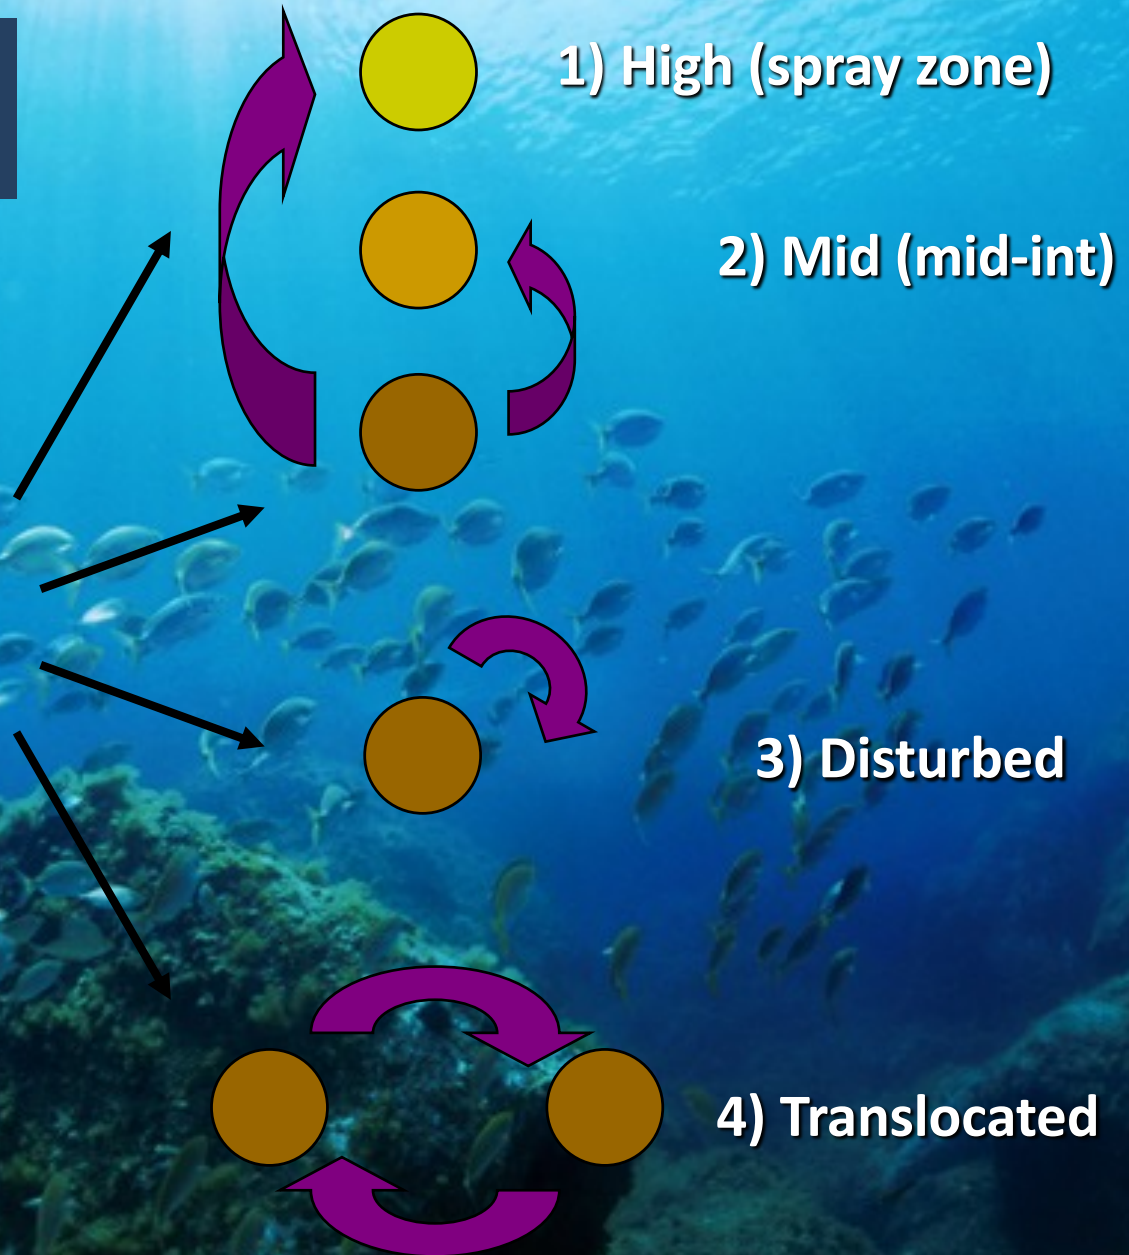 1) High (spray zone)
2) Mid (mid-int)
3) Disturbed
4) Translocated